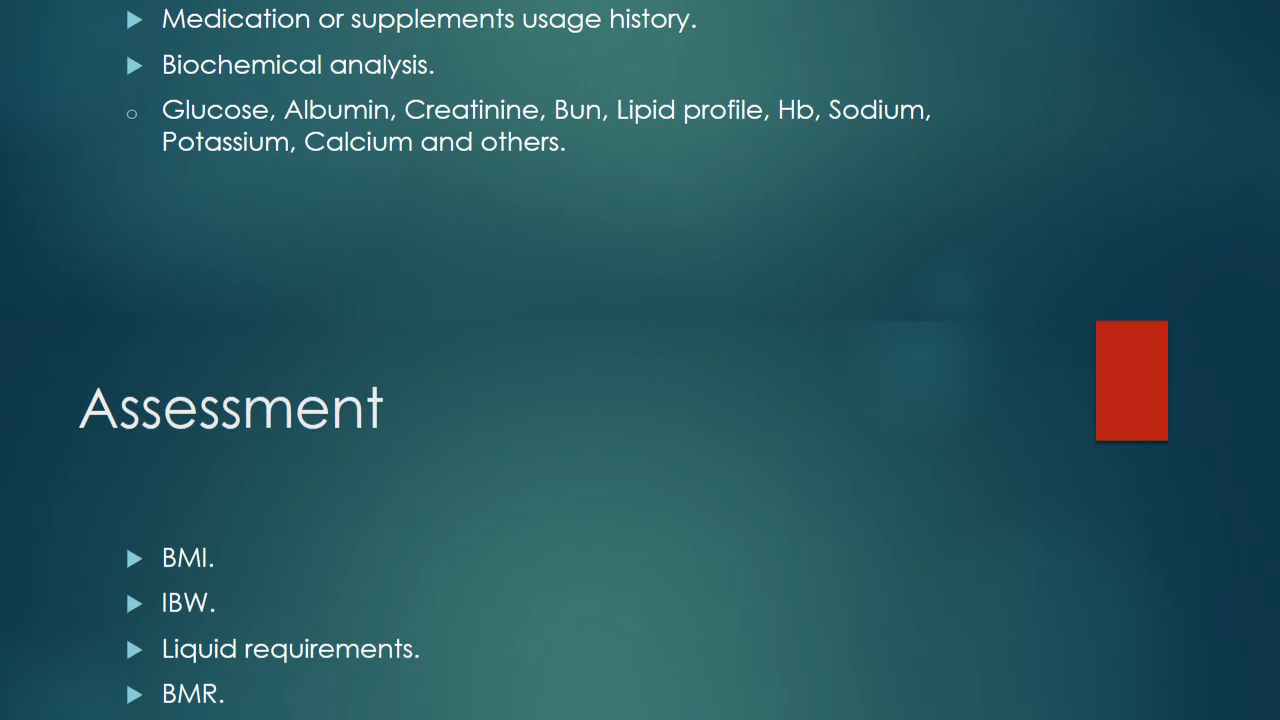 Medication or supplements usage history.
Biochemical analysis.
Glucose, Albumin, Creatinine, Bun, Lipid profile, Hb, Sodium,
Potassium, Calcium and others.
Assessment
BMI.
IBW.
Liquid requirements.
BMR.